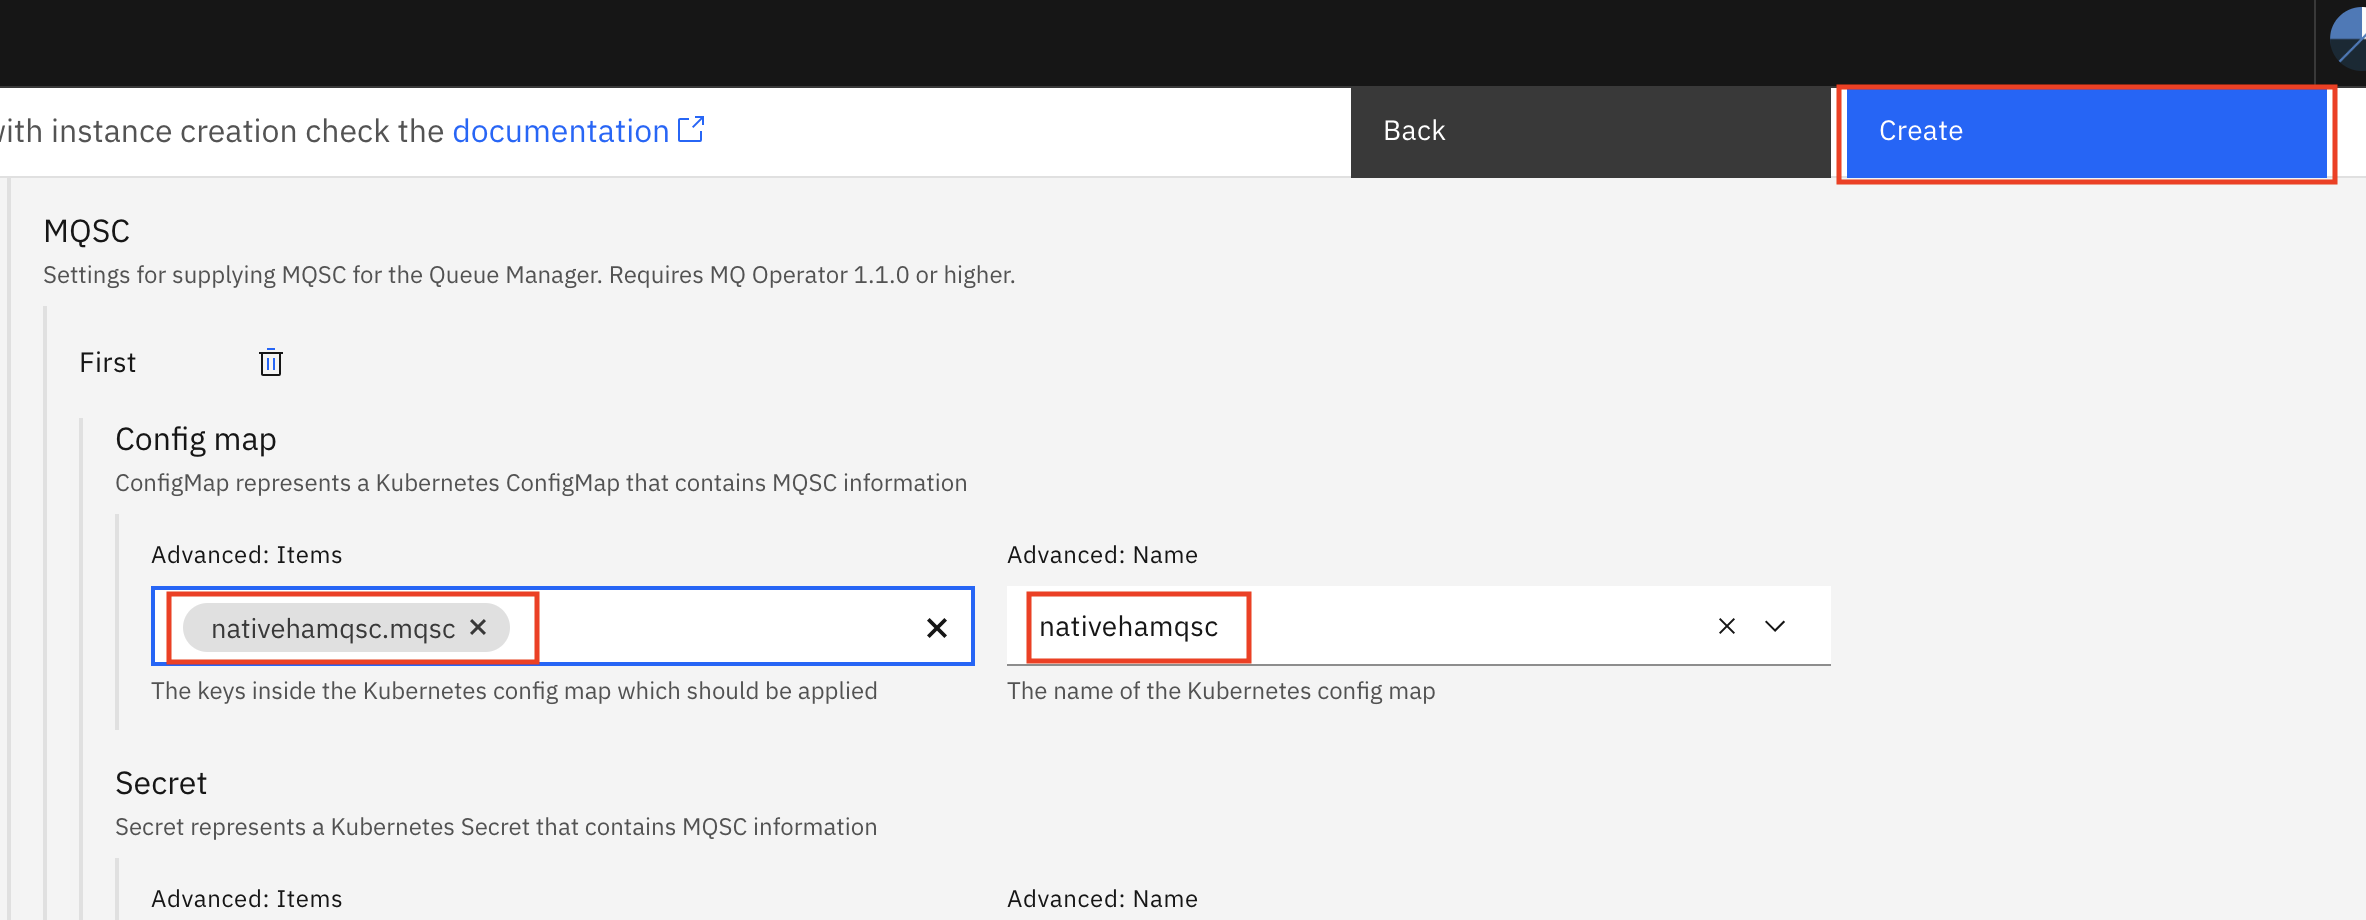 with instance creation check the documentation
Back
Create
MQSC
Settings for supplying MQSC for the Queue Manager. Requires MQ Operator 1.1.0 or higher.
First
Config map
ConfigMap represents a Kubernetes ConfigMap that contains MQSC information
Advanced: Items
Advanced: Name
nativehamqsc.mqsc
nativehamqsc
The keys inside the Kubernetes config map which should be applied
The name of the Kubernetes config map
Secret
Secret represents a Kubernetes Secret that contains MQSC information
Advanced: Items
Advanced: Name